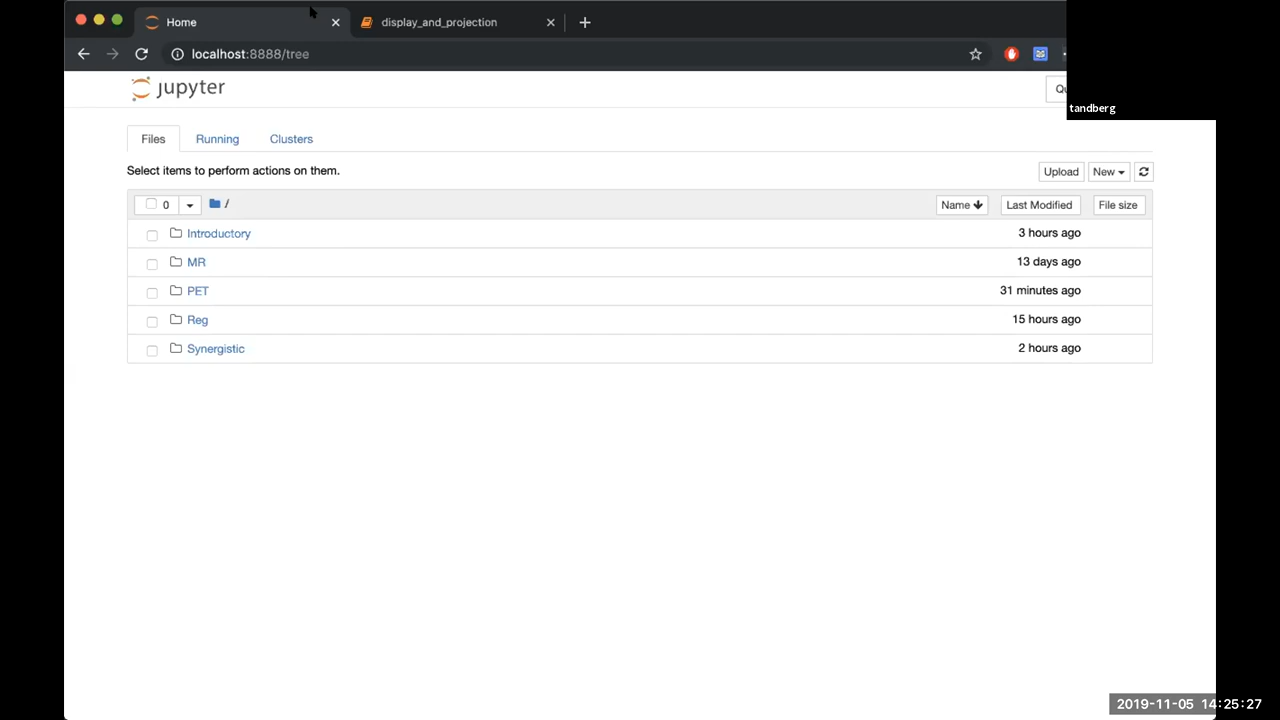 Home
display_and_projection
localhost:8888/tree
jupyter
tandberg
Files Running Clusters
Select items to perform actions on them.
Upload New
0 / Name Last Modified File size
Introductory 3 hours ago
MR 13 days ago
PET 31 minutes ago
Reg 15 hours ago
Synergistic 2 hours ago
2019-11-05 14:25:27